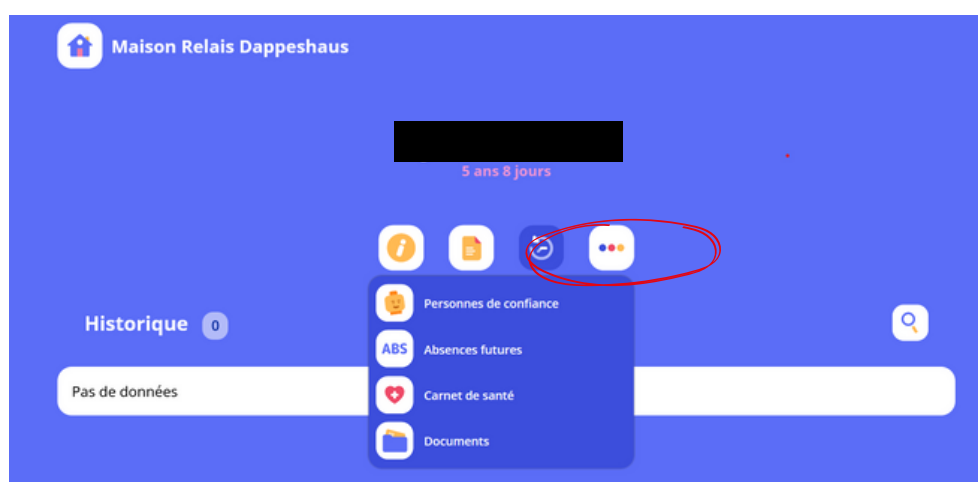 Maison Relais Dappeshaus
5 ans 8 jours
Historique 0
Personnes de confiance
ABS Absences futures
Pas de données
Carnet de santé
Documents